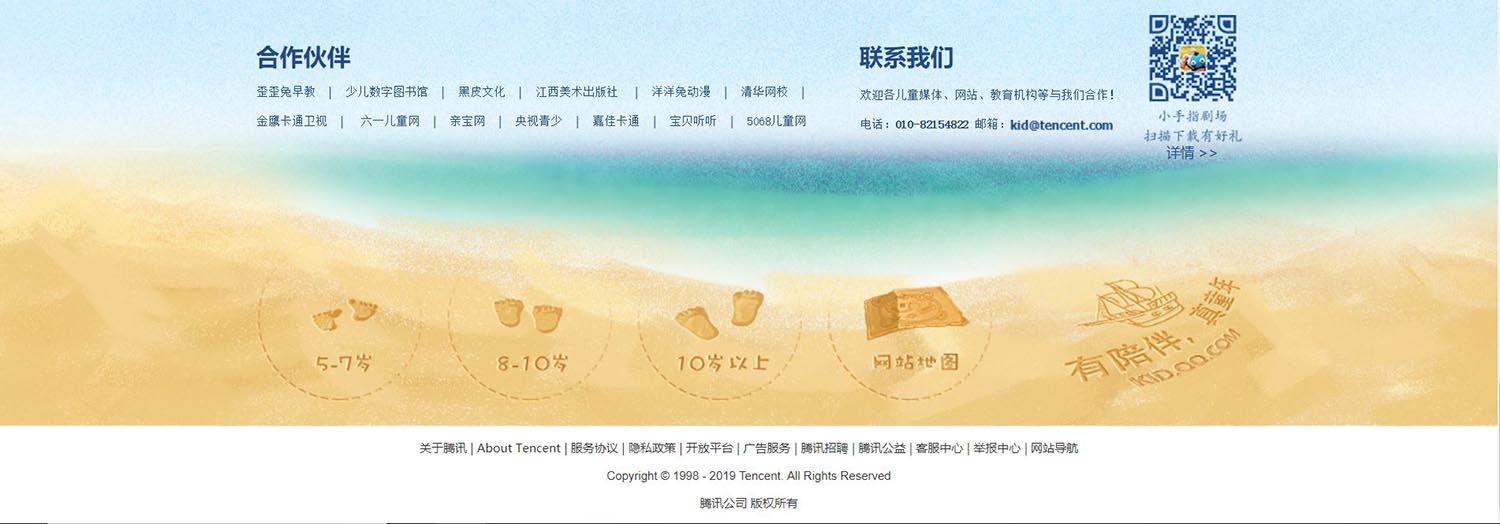 合作伙伴
歪歪兔早教 | 少儿数字图书馆 | 黑皮文化 | 江西美术出版社 | 洋洋兔动漫 | 清华网校 |
金鹰卡通卫视 | 六一儿童网 | 亲宝网 | 央视青少 | 嘉佳卡通 | 宝贝听听 | 5068儿童网
联系我们
欢迎各儿童媒体、网站、教育机构等与我们合作!
电话:010-82154822 邮箱:kid@tencent.com
小手指剧场
扫描下载有好礼
详情 >>
5-7岁
8-10岁
10岁以上
网站地图
有陪伴,真童年
KID.QQ.COM
关于腾讯 | About Tencent | 服务协议 | 隐私政策 | 开放平台 | 广告服务 | 腾讯招聘 | 腾讯公益 | 客服中心 | 举报中心 | 网站导航
Copyright © 1998 - 2019 Tencent. All Rights Reserved
腾讯公司 版权所有